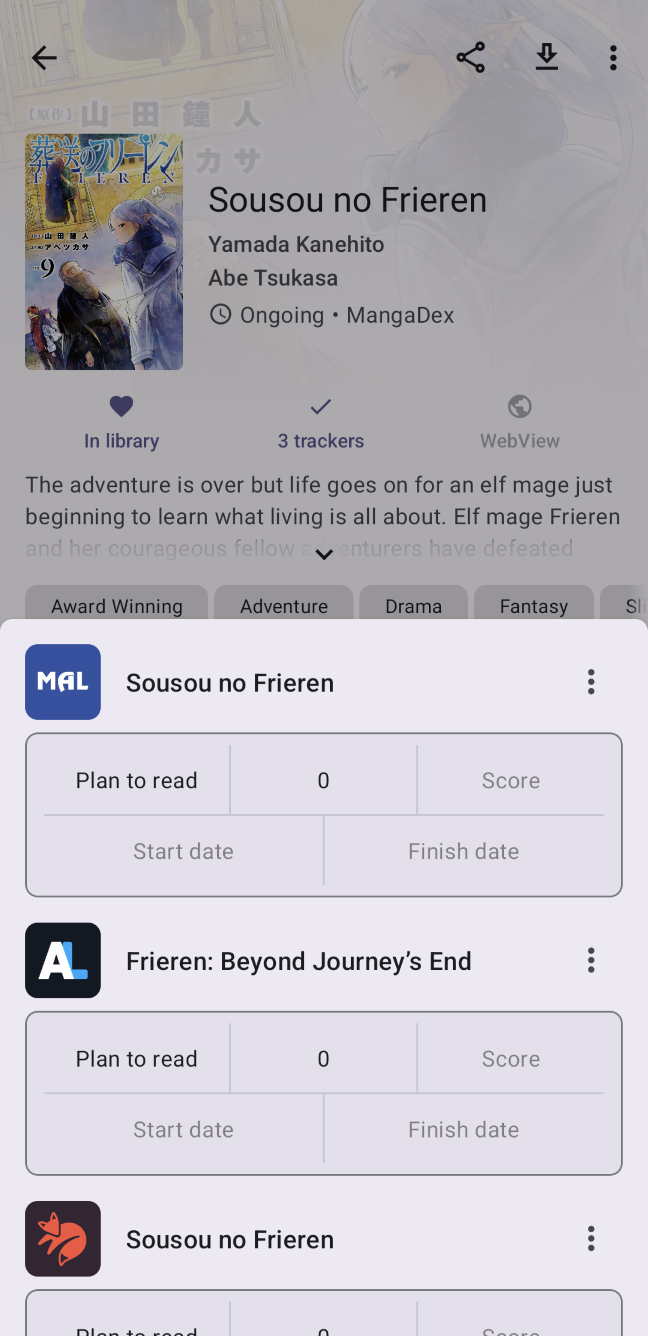 [原作] 山田鐘人
カサ
葬送のフリーレン
FRIEREN
山田鐘人
アベツカサ
9
Sousou no Frieren
Yamada Kanehito
Abe Tsukasa
Ongoing • MangaDex
In library
3 trackers
WebView
The adventure is over but life goes on for an elf mage just
beginning to learn what living is all about. Elf mage Frieren
and her courageous fellow a enturers have defeated
Award Winning
Adventure
Drama
Fantasy
Sli
MAL
Sousou no Frieren
Plan to read
0
Score
Start date
Finish date
AL
Frieren: Beyond Journey’s End
Plan to read
0
Score
Start date
Finish date
Sousou no Frieren
Plan to read
0
Score